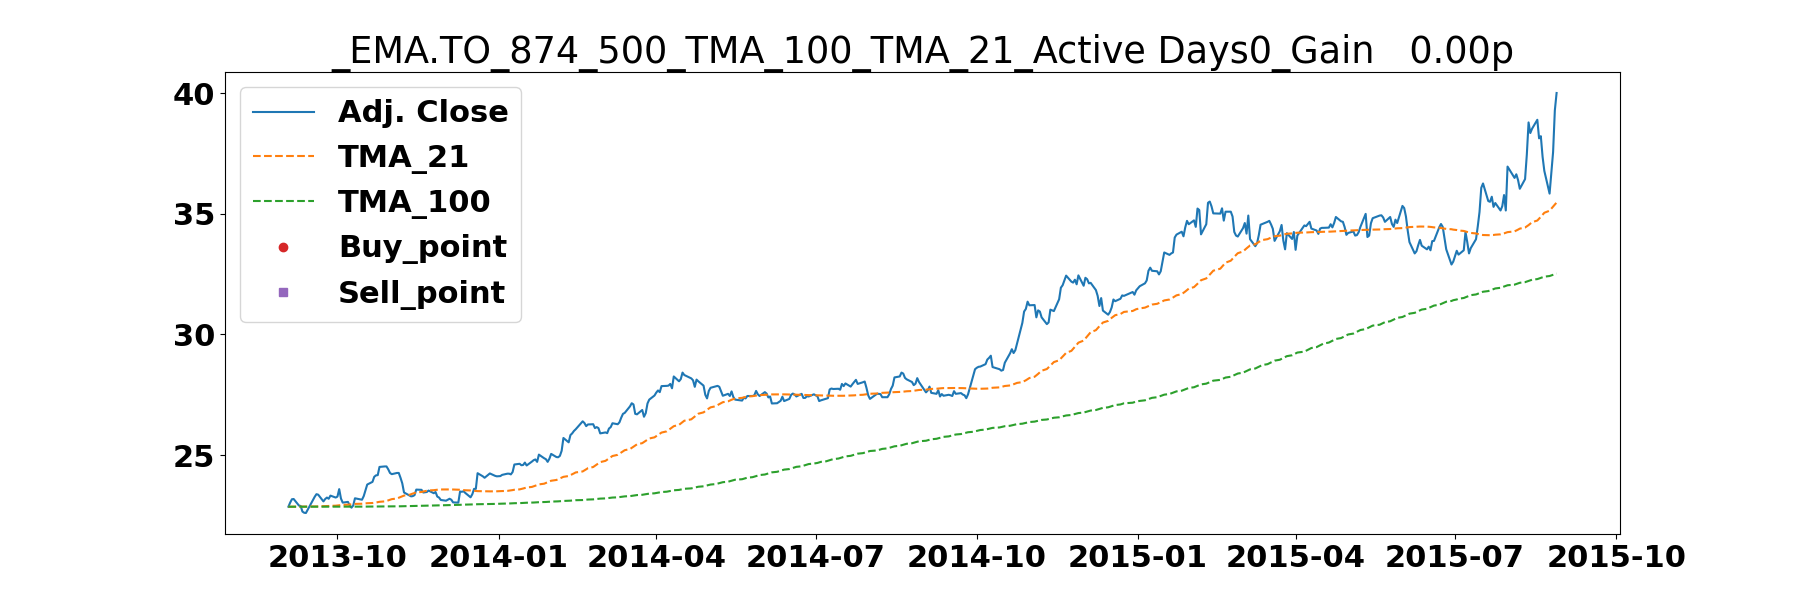 _EMA.TO_874_500_TMA_100_TMA_21_Active Days0_Gain   0.00p
40
35
30
25
Adj. Close
TMA_21
TMA_100
Buy_point
Sell_point
2013-10 2014-01 2014-04 2014-07 2014-10 2015-01 2015-04 2015-07 2015-10